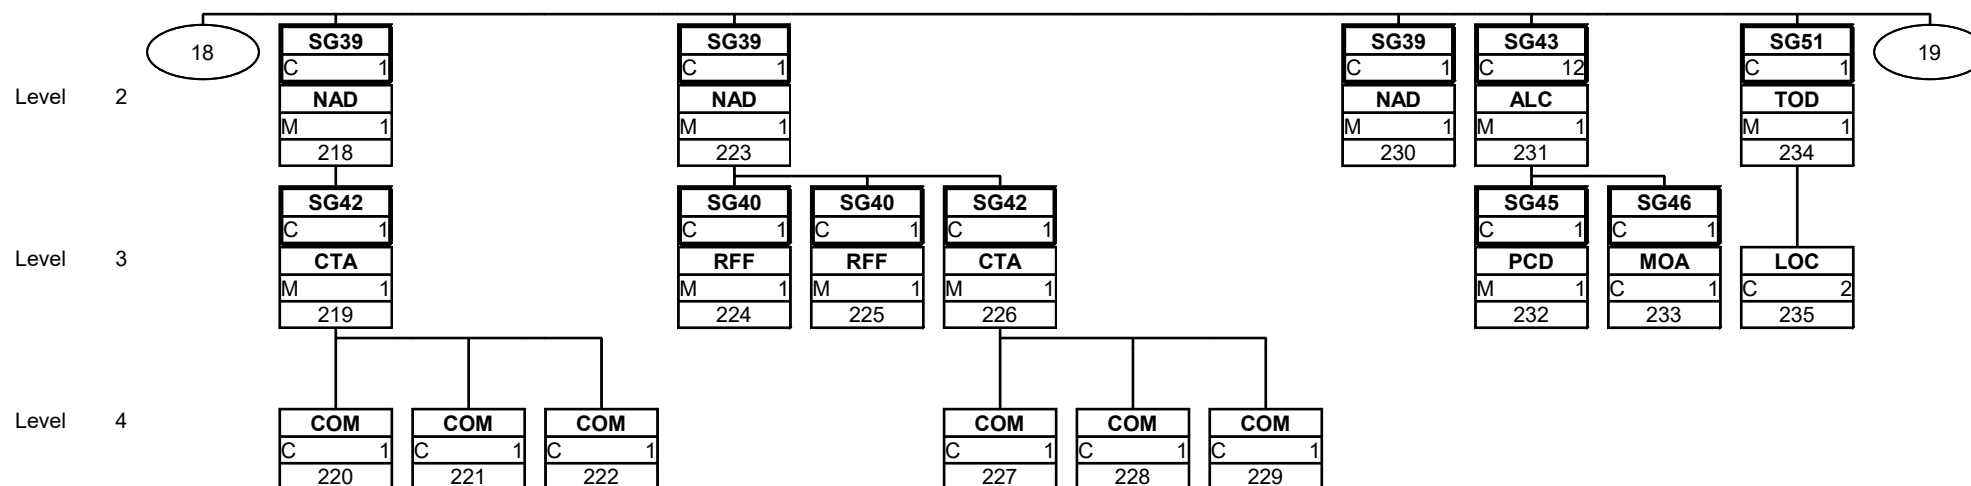 18
SG39
C 1
NAD
M 1
218
SG39
C 1
NAD
M 1
223
SG39
C 1
NAD
M 1
230
SG43
C 12
ALC
M 1
231
SG51
C 1
TOD
M 1
234
19
Level 2
SG42
C 1
CTA
M 1
219
SG40
C 1
RFF
M 1
224
SG40
C 1
RFF
M 1
225
SG42
C 1
CTA
M 1
226
SG45
C 1
PCD
M 1
232
SG46
C 1
MOA
C 1
233
LOC
C 2
235
Level 3
COM
C 1
220
COM
C 1
221
COM
C 1
222
COM
C 1
227
COM
C 1
228
COM
C 1
229
Level 4